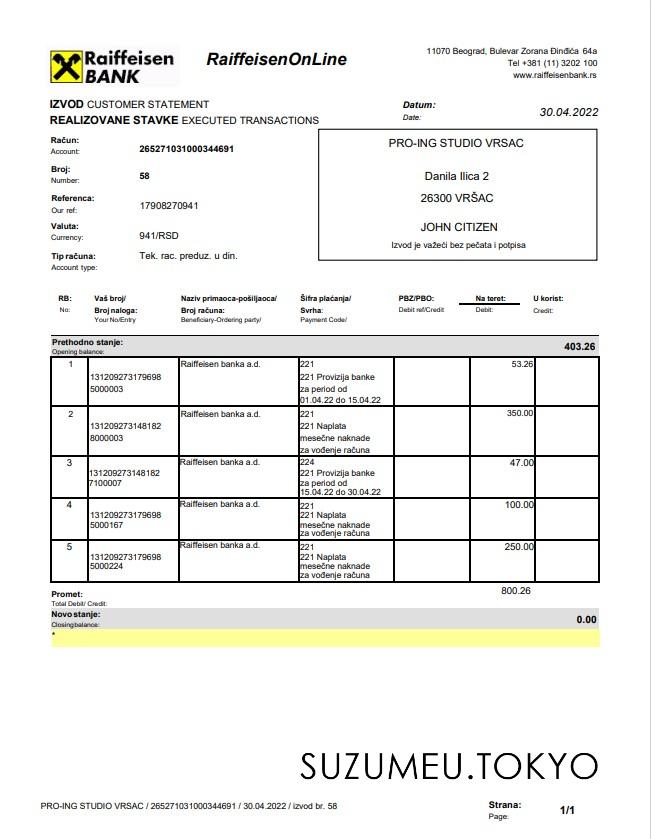 Raiffeisen
BANK
RaiffeisenOnLine
11070 Beograd, Bulevar Zorana Đinđića 64a
Tel +381 (11) 3202 100
www.raiffeisenbank.rs
IZVOD CUSTOMER STATEMENT
REALIZOVANE STAVKE EXECUTED TRANSACTIONS
Datum:
Date:
30.04.2022
Račun:
Account:
265271031000344691
Broj:
Number:
58
Referenca:
Our ref:
17908270941
Valuta:
Currency:
941/RSD
Tip računa:
Account type:
Tek. rac. preduz. u din.
PRO-ING STUDIO VRSAC
Danila Ilica 2
26300 VRŠAC
JOHN CITIZEN
Izvod je važeći bez pečata i potpisa
RB: Vaš broj/ Naziv primaoca-pošiljaoca/ Šifra plaćanja/ PBZ/PBO: Na teret: U korist:
No: Broj naloga: Broj računa: Svrha: Debit ref/Credit Debit: Credit:
Your No/Entry Beneficiary-Ordering party/ Payment Code/
Prethodno stanje:
Opening balance:
403.26
1 Raiffeisen banka a.d. 221 53.26
131209273179698 221 Provizija banke
5000003 za period od
01.04.22 do 15.04.22
2 Raiffeisen banka a.d. 221 350.00
131209273148182 221 Naplata
8000003 mesečne naknade
za vođenje računa
3 Raiffeisen banka a.d. 224 47.00
131209273148182 221 Provizija banke
7100007 za period od
15.04.22 do 30.04.22
4 Raiffeisen banka a.d. 221 100.00
131209273179698 221 Naplata
5000167 mesečne naknade
za vođenje računa
5 Raiffeisen banka a.d. 221 250.00
131209273179698 221 Naplata
5000224 mesečne naknade
za vođenje računa
Promet:
Total Debit/ Credit:
800.26
Novo stanje:
Closingbalance:
0.00
*
SUZUMEU.TOKYO
PRO-ING STUDIO VRSAC / 265271031000344691 / 30.04.2022 / izvod br. 58
Strana:
Page:
1/1